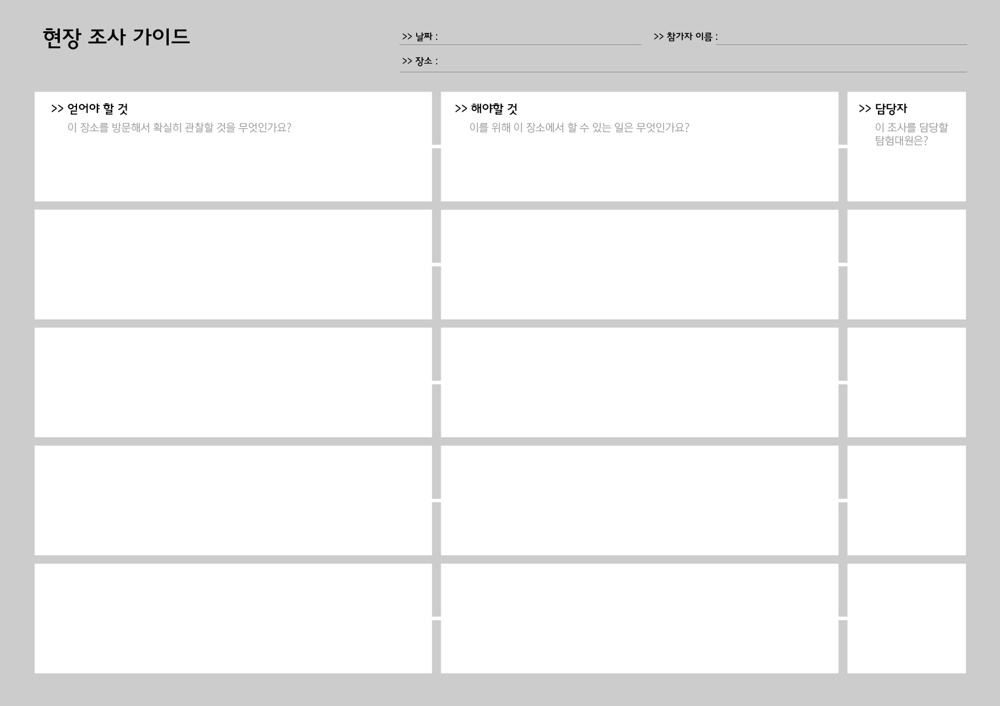 현장 조사 가이드
>> 날짜 :
>> 참가자 이름 :
>> 장소 :
>> 얻어야 할 것
이 장소를 방문해서 확실히 관찰할 것을 무엇인가요?
>> 해야할 것
이를 위해 이 장소에서 할 수 있는 일은 무엇인가요?
>> 담당자
이 조사를 담당할
탐험대원은?